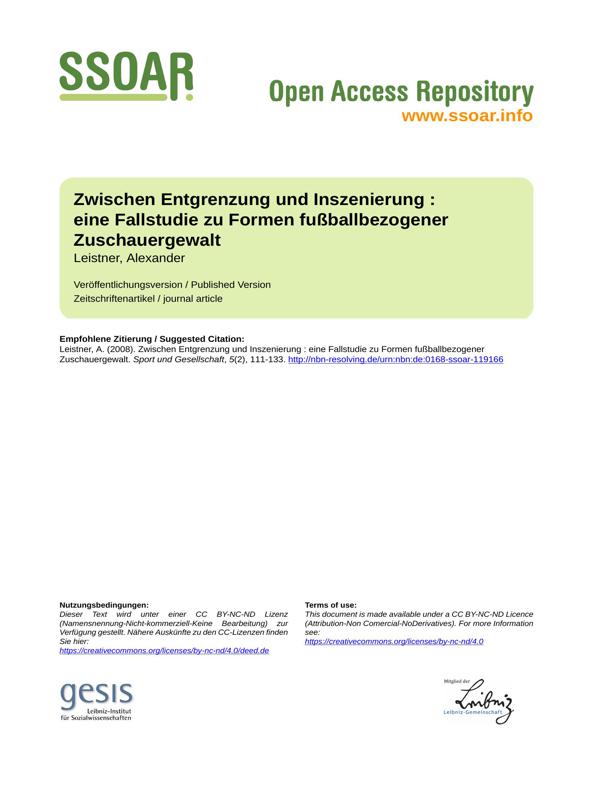 SSOAR
Open Access Repository
www.ssoar.info
Zwischen Entgrenzung und Inszenierung :
eine Fallstudie zu Formen fußballbezogener
Zuschauergewalt
Leistner, Alexander
Veröffentlichungsversion / Published Version
Zeitschriftenartikel / journal article
Empfohlene Zitierung / Suggested Citation:
Leistner, A. (2008). Zwischen Entgrenzung und Inszenierung : eine Fallstudie zu Formen fußballbezogener
Zuschauergewalt. Sport und Gesellschaft, 5(2), 111-133. http://nbn-resolving.de/urn:nbn:de:0168-ssoar-119166
Nutzungsbedingungen:
Dieser Text wird unter einer CC BY-NC-ND Lizenz
(Namensnennung-Nicht-kommerziell-Keine Bearbeitung) zur
Verfügung gestellt. Nähere Auskünfte zu den CC-Lizenzen finden
Sie hier:
https://creativecommons.org/licenses/by-nc-nd/4.0/deed.de
Terms of use:
This document is made available under a CC BY-NC-ND Licence
(Attribution-Non Comercial-NoDerivatives). For more Information
see:
https://creativecommons.org/licenses/by-nc-nd/4.0
gesis
Leibniz-Institut
für Sozialwissenschaften
Mitglied der
Leibniz
Leibniz-Gemeinschaft